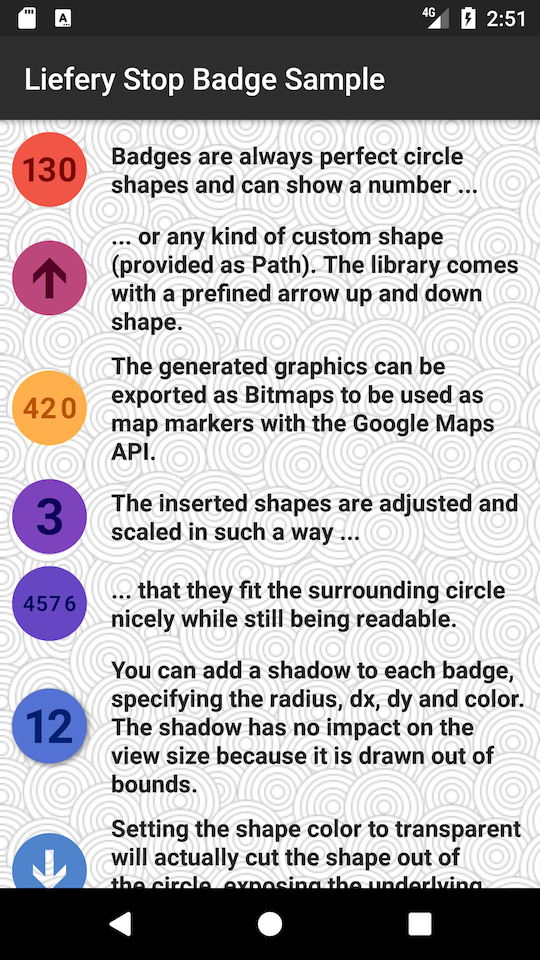 4G 2:51
Liefery Stop Badge Sample
130
Badges are always perfect circle
shapes and can show a number ...
... or any kind of custom shape
(provided as Path). The library comes
with a prefined arrow up and down
shape.
420
The generated graphics can be
exported as Bitmaps to be used as
map markers with the Google Maps
API.
3
The inserted shapes are adjusted and
scaled in such a way ...
4576
... that they fit the surrounding circle
nicely while still being readable.
12
You can add a shadow to each badge,
specifying the radius, dx, dy and color.
The shadow has no impact on the
view size because it is drawn out of
bounds.
Setting the shape color to transparent
will actually cut the shape out of
the circle, exposing the underlying